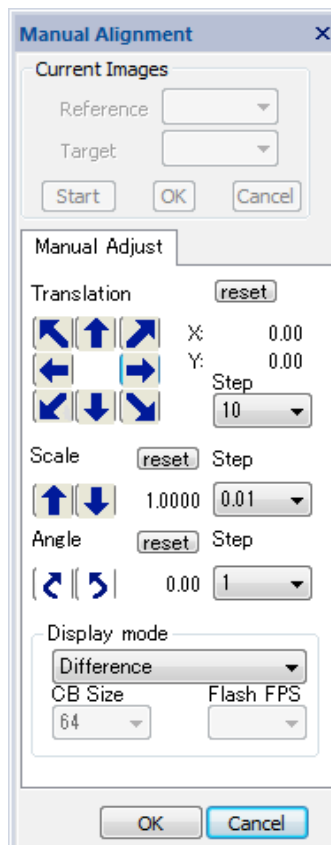 Manual Alignment
Current Images
Reference
Target
Start OK Cancel
Manual Adjust
Translation reset
X: 0.00
Y: 0.00
Step
10
Scale reset Step
1.0000 0.01
Angle reset Step
0.00 1
Display mode
Difference
CB Size Flash FPS
64
OK Cancel